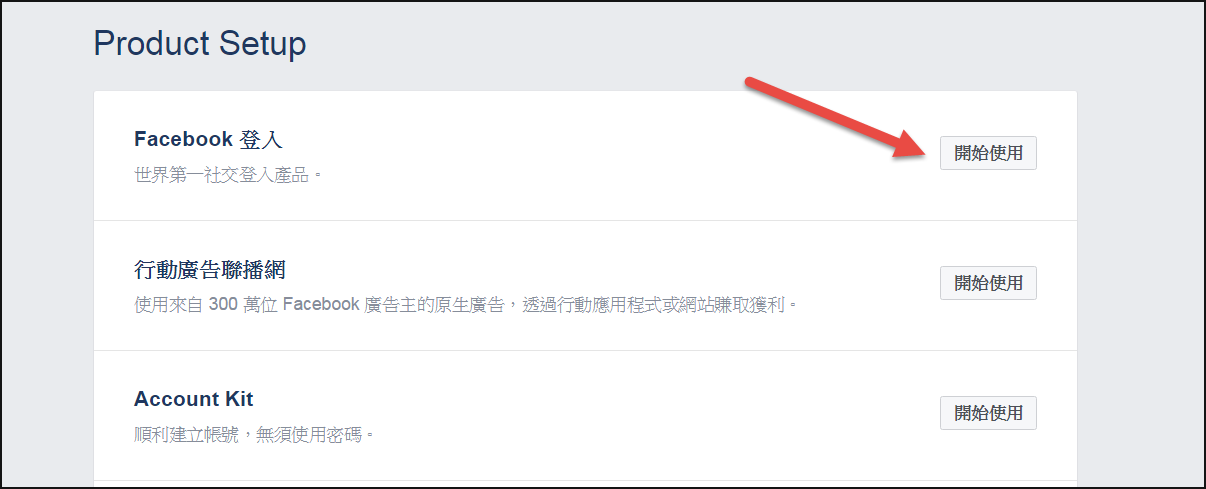 Product Setup
Facebook 登入
開始使用
世界第一社交登入產品。
行動廣告聯播網
開始使用
使用來自 300 萬位 Facebook 廣告主的原生廣告，透過行動應用程式或網站賺取獲利。
Account Kit
開始使用
順利建立帳號，無須使用密碼。